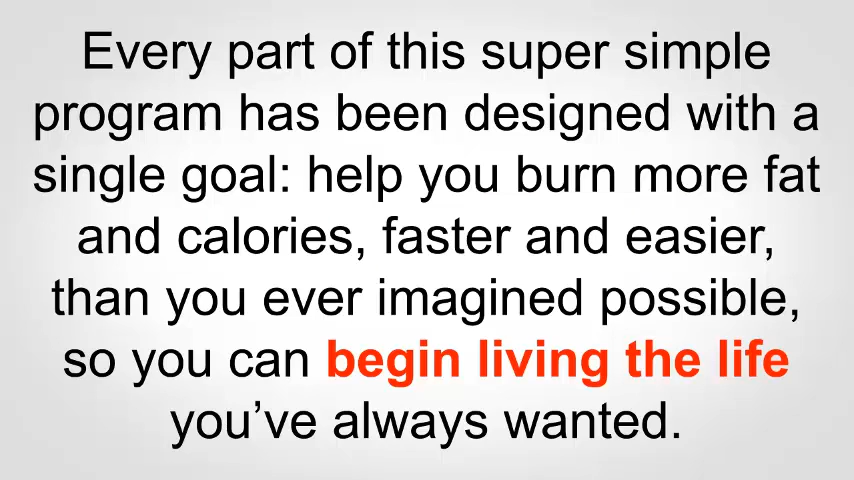 Every part of this super simple
program has been designed with a
single goal: help you burn more fat
and calories, faster and easier,
than you ever imagined possible,
so you can begin living the life
you’ve always wanted.